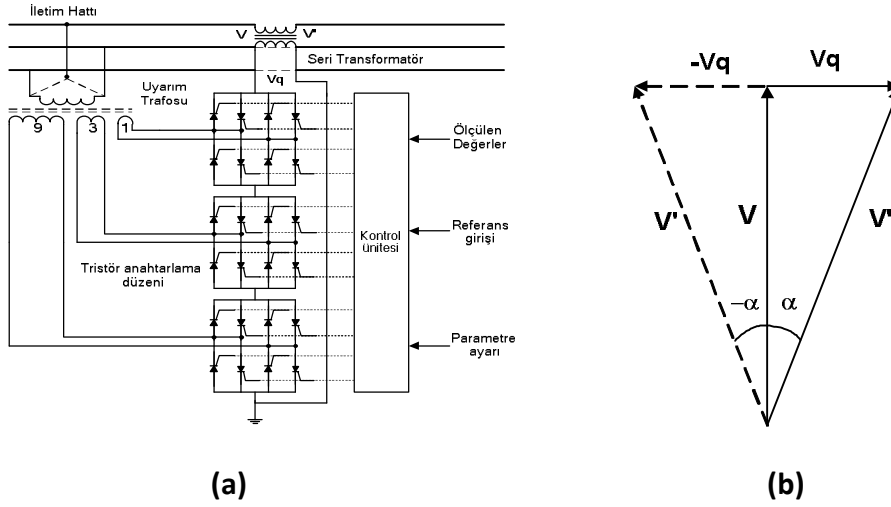 İletim Hattı
V
V'
Seri Transformatör
Uyarım
Trafosu
Vq
9
3
1
Ölçülen
Değerler
Referans
girişi
Kontrol
ünitesi
Tristör anahtarlama
düzeni
Parametre
ayarı
(a)
-Vq
Vq
V'
V
V'
-α
α
(b)